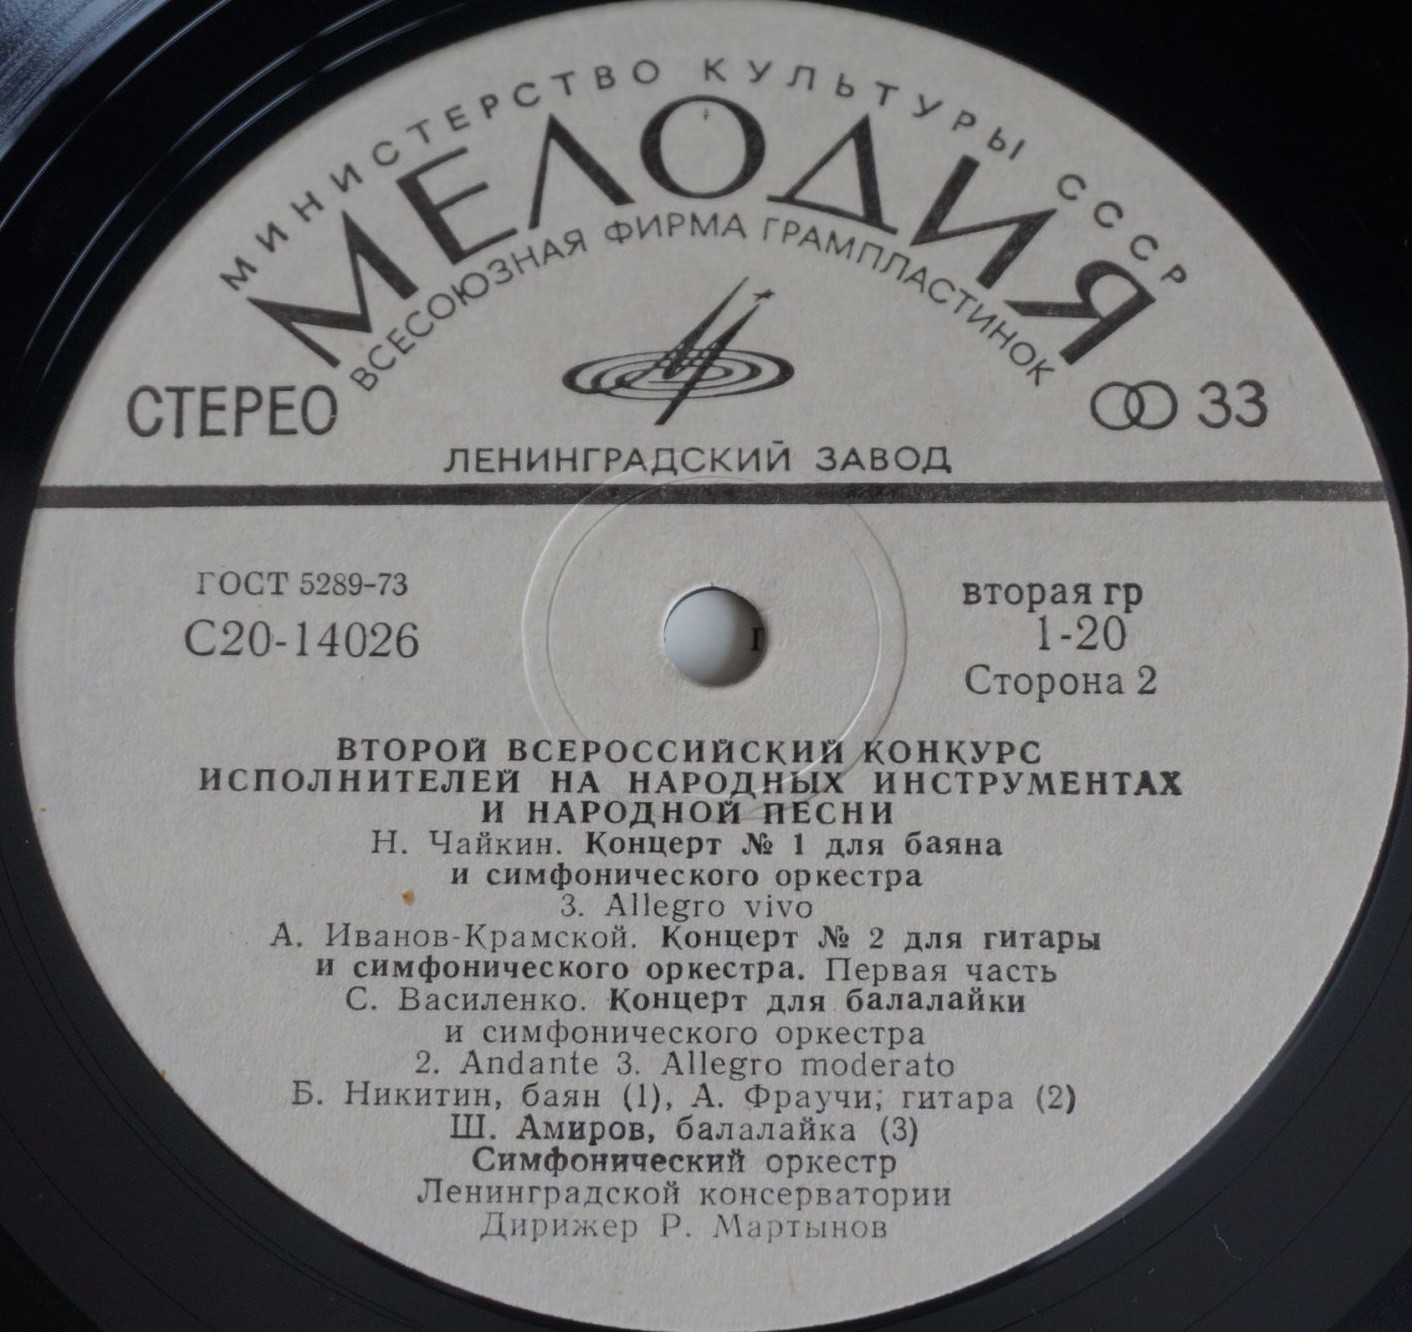 МИНИСТЕРСТВО КУЛЬТУРЫ СССР
МЕЛОДИЯ
ВСЕСОЮЗНАЯ ФИРМА ГРАМПЛАСТИНОК
СТЕРЕО
33
ЛЕНИНГРАДСКИЙ ЗАВОД
ГОСТ 5289-73
С20-14026
вторая гр
1-20
Сторона 2
ВТОРОЙ ВСЕРОССИЙСКИЙ КОНКУРС
ИСПОЛНИТЕЛЕЙ НА НАРОДНЫХ ИНСТРУМЕНТАХ
И НАРОДНОЙ ПЕСНИ
Н. Чайкин. Концерт № 1 для баяна
и симфонического оркестра
3. Allegro vivo
А. Иванов-Крамской. Концерт № 2 для гитары
и симфонического оркестра. Первая часть
С. Василенко. Концерт для балалайки
и симфонического оркестра
2. Andante 3. Allegro moderato
Б. Никитин, баян (1), А. Фраучи; гитара (2)
Ш. Амиров, балалайка (3)
Симфонический оркестр
Ленинградской консерватории
Дирижер Р. Мартынов